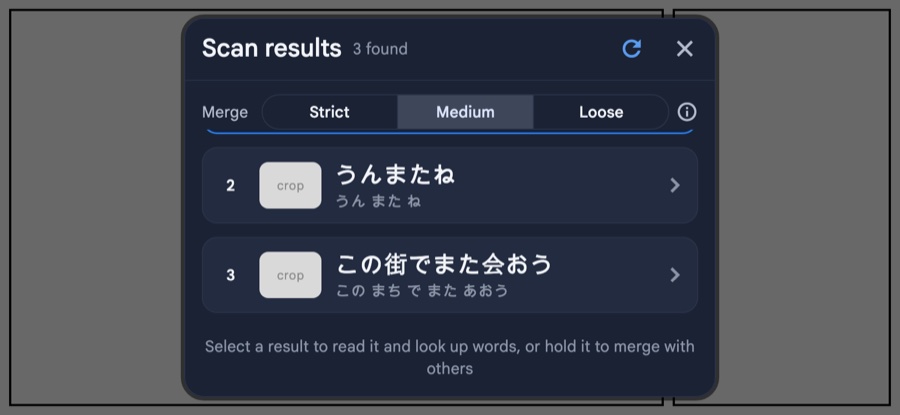 Scan results 3 found
Merge Strict Medium Loose
2 crop うんまたね
うん また ね
3 crop この街でまた会おう
この まち で また あおう
Select a result to read it and look up words, or hold it to merge with
others